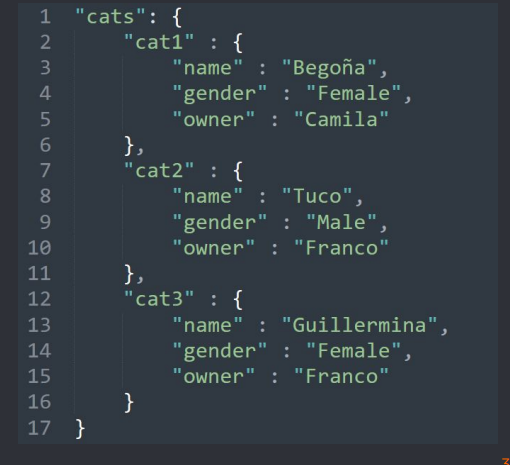 1 "cats": {
2     "cat1" : {
3         "name" : "Begoña",
4         "gender" : "Female",
5         "owner" : "Camila"
6     },
7     "cat2" : {
8         "name" : "Tuco",
9         "gender" : "Male",
10         "owner" : "Franco"
11     },
12     "cat3" : {
13         "name" : "Guillermina",
14         "gender" : "Female",
15         "owner" : "Franco"
16     }
17 }